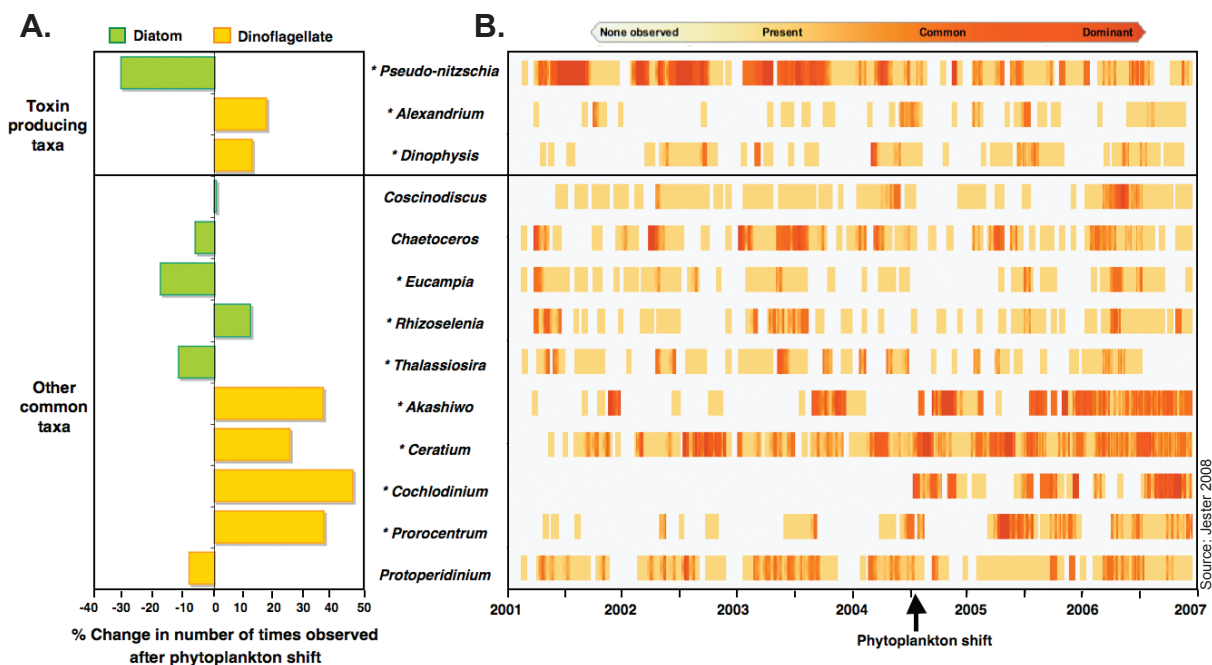 A.
Diatom
Dinoflagellate
B.
None observed
Present
Common
Dominant
Toxin
producing
taxa
Other
common
taxa
* Pseudo-nitzschia
* Alexandrium
* Dinophysis
Coscinodiscus
Chaetoceros
* Eucampia
* Rhizoselenia
* Thalassiosira
* Akashiwo
* Ceratium
* Cochlodinium
* Prorocentrum
Protoperidinium
-40 -30 -20 -10 0 10 20 30 40 50
% Change in number of times observed
after phytoplankton shift
2001 2002 2003 2004 2005 2006 2007
Phytoplankton shift
Source: Jester 2008